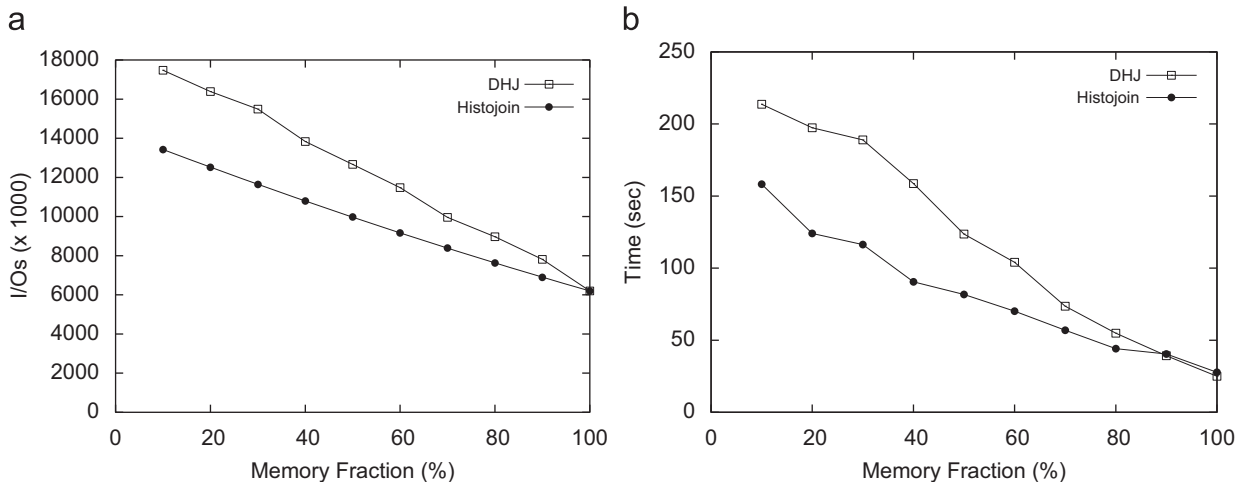 a
I/Os (x 1000)
18000
16000
14000
12000
10000
8000
6000
4000
2000
0
DHJ
Histojoin
0 20 40 60 80 100
Memory Fraction (%)
b
Time (sec)
250
200
150
100
50
0
DHJ
Histojoin
0 20 40 60 80 100
Memory Fraction (%)